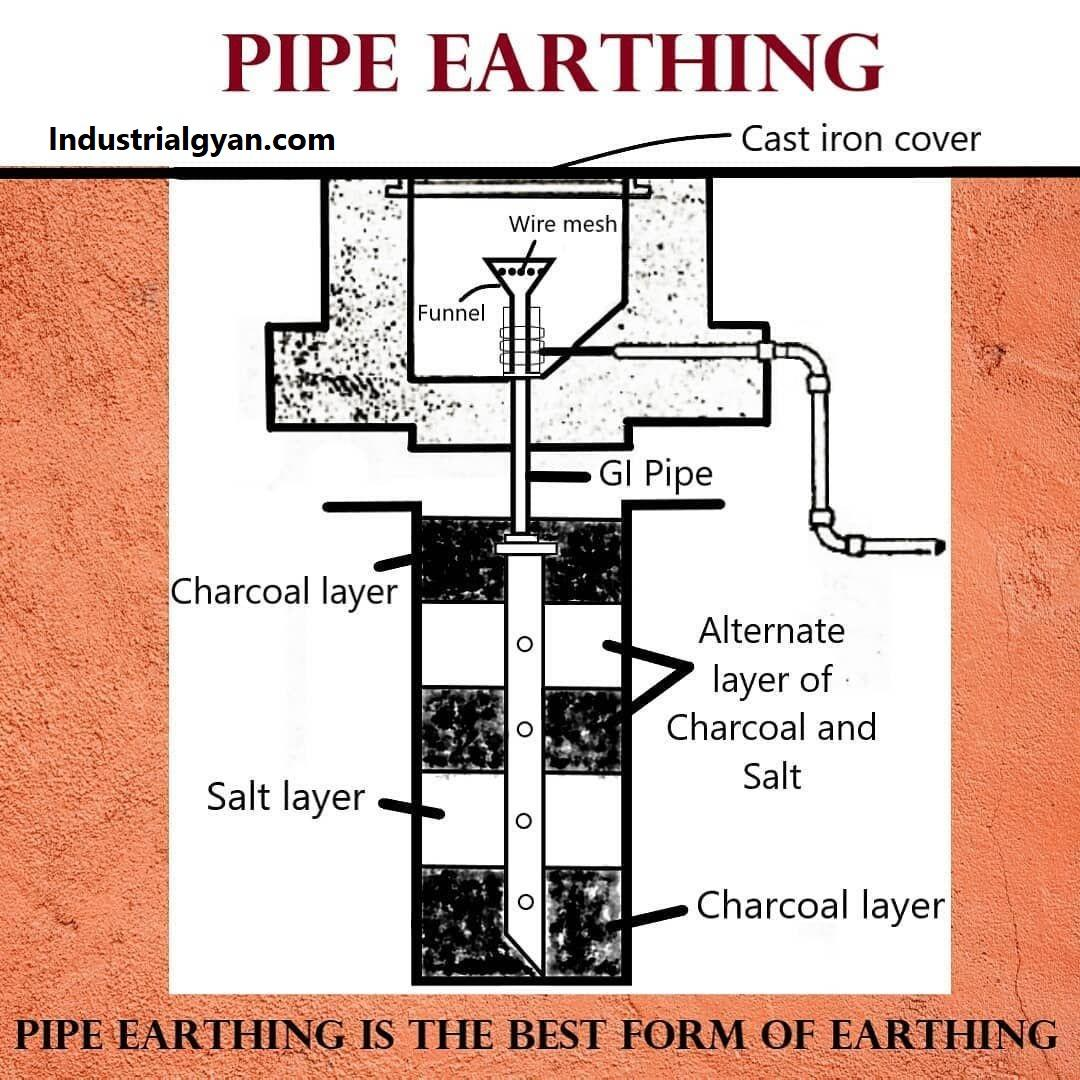 PIPE EARTHING
Industrialgyan.com
Cast iron cover
Wire mesh
Funnel
GI Pipe
Charcoal layer
Alternate
layer of
Charcoal and
Salt
Salt layer
Charcoal layer
PIPE EARTHING IS THE BEST FORM OF EARTHING